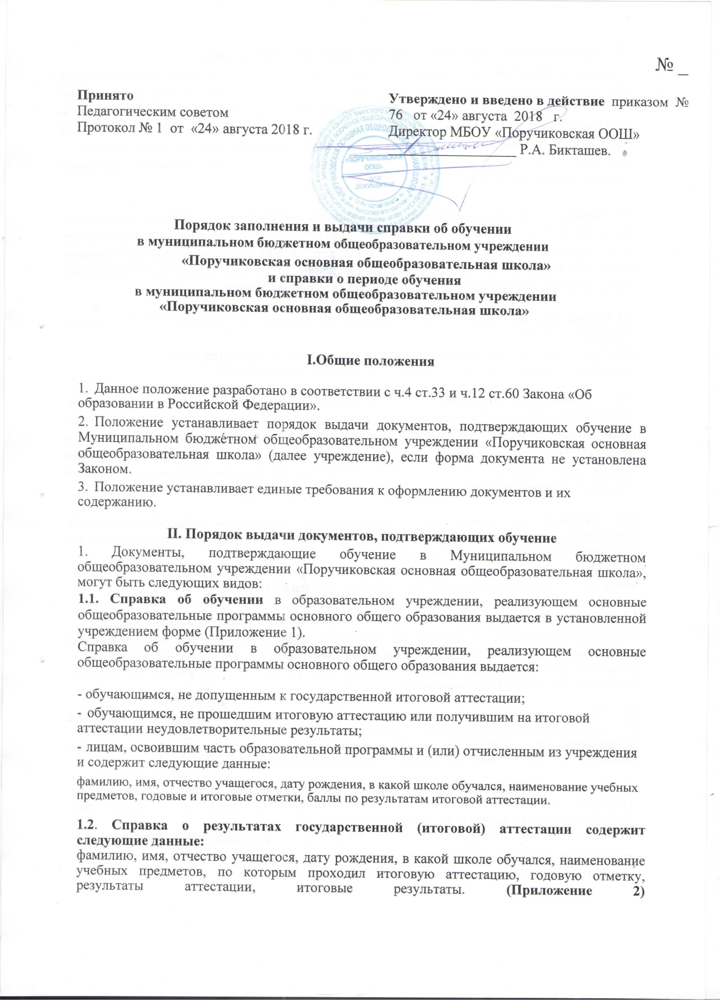 № _
Принято
Педагогическим советом
Протокол № 1 от «24» августа 2018 г.
Утверждено и введено в действие приказом №
76 от «24» августа 2018 г.
Директор МБОУ «Поручиковская ООШ»
____________________ Р.А. Бикташев.
«ПОРУЧИКОВСКАЯ
ООШ»
ДЛЯ
ДОКУМЕНТОВ
Порядок заполнения и выдачи справки об обучении
в муниципальном бюджетном общеобразовательном учреждении
«Поручиковская основная общеобразовательная школа»
и справки о периоде обучения
в муниципальном бюджетном общеобразовательном учреждении
«Поручиковская основная общеобразовательная школа»
I.Общие положения
1. Данное положение разработано в соответствии с ч.4 ст.33 и ч.12 ст.60 Закона «Об
образовании в Российской Федерации».
2. Положение устанавливает порядок выдачи документов, подтверждающих обучение в
Муниципальном бюджетном общеобразовательном учреждении «Поручиковская основная
общеобразовательная школа» (далее учреждение), если форма документа не установлена
Законом.
3. Положение устанавливает единые требования к оформлению документов и их
содержанию.
II. Порядок выдачи документов, подтверждающих обучение
1. Документы, подтверждающие обучение в Муниципальном бюджетном
общеобразовательном учреждении «Поручиковская основная общеобразовательная школа»,
могут быть следующих видов:
1.1. Справка об обучении в образовательном учреждении, реализующем основные
общеобразовательные программы основного общего образования выдается в установленной
учреждением форме (Приложение 1).
Справка об обучении в образовательном учреждении, реализующем основные
общеобразовательные программы основного общего образования выдается:
- обучающимся, не допущенным к государственной итоговой аттестации;
- обучающимся, не прошедшим итоговую аттестацию или получившим на итоговой
аттестации неудовлетворительные результаты;
- лицам, освоившим часть образовательной программы и (или) отчисленным из учреждения
и содержит следующие данные:
фамилию, имя, отчество учащегося, дату рождения, в какой школе обучался, наименование учебных
предметов, годовые и итоговые отметки, баллы по результатам итоговой аттестации.
1.2. Справка о результатах государственной (итоговой) аттестации содержит
следующие данные:
фамилию, имя, отчество учащегося, дату рождения, в какой школе обучался, наименование
учебных предметов, по которым проходил итоговую аттестацию, годовую отметку,
результаты аттестации, итоговые результаты. (Приложение 2)